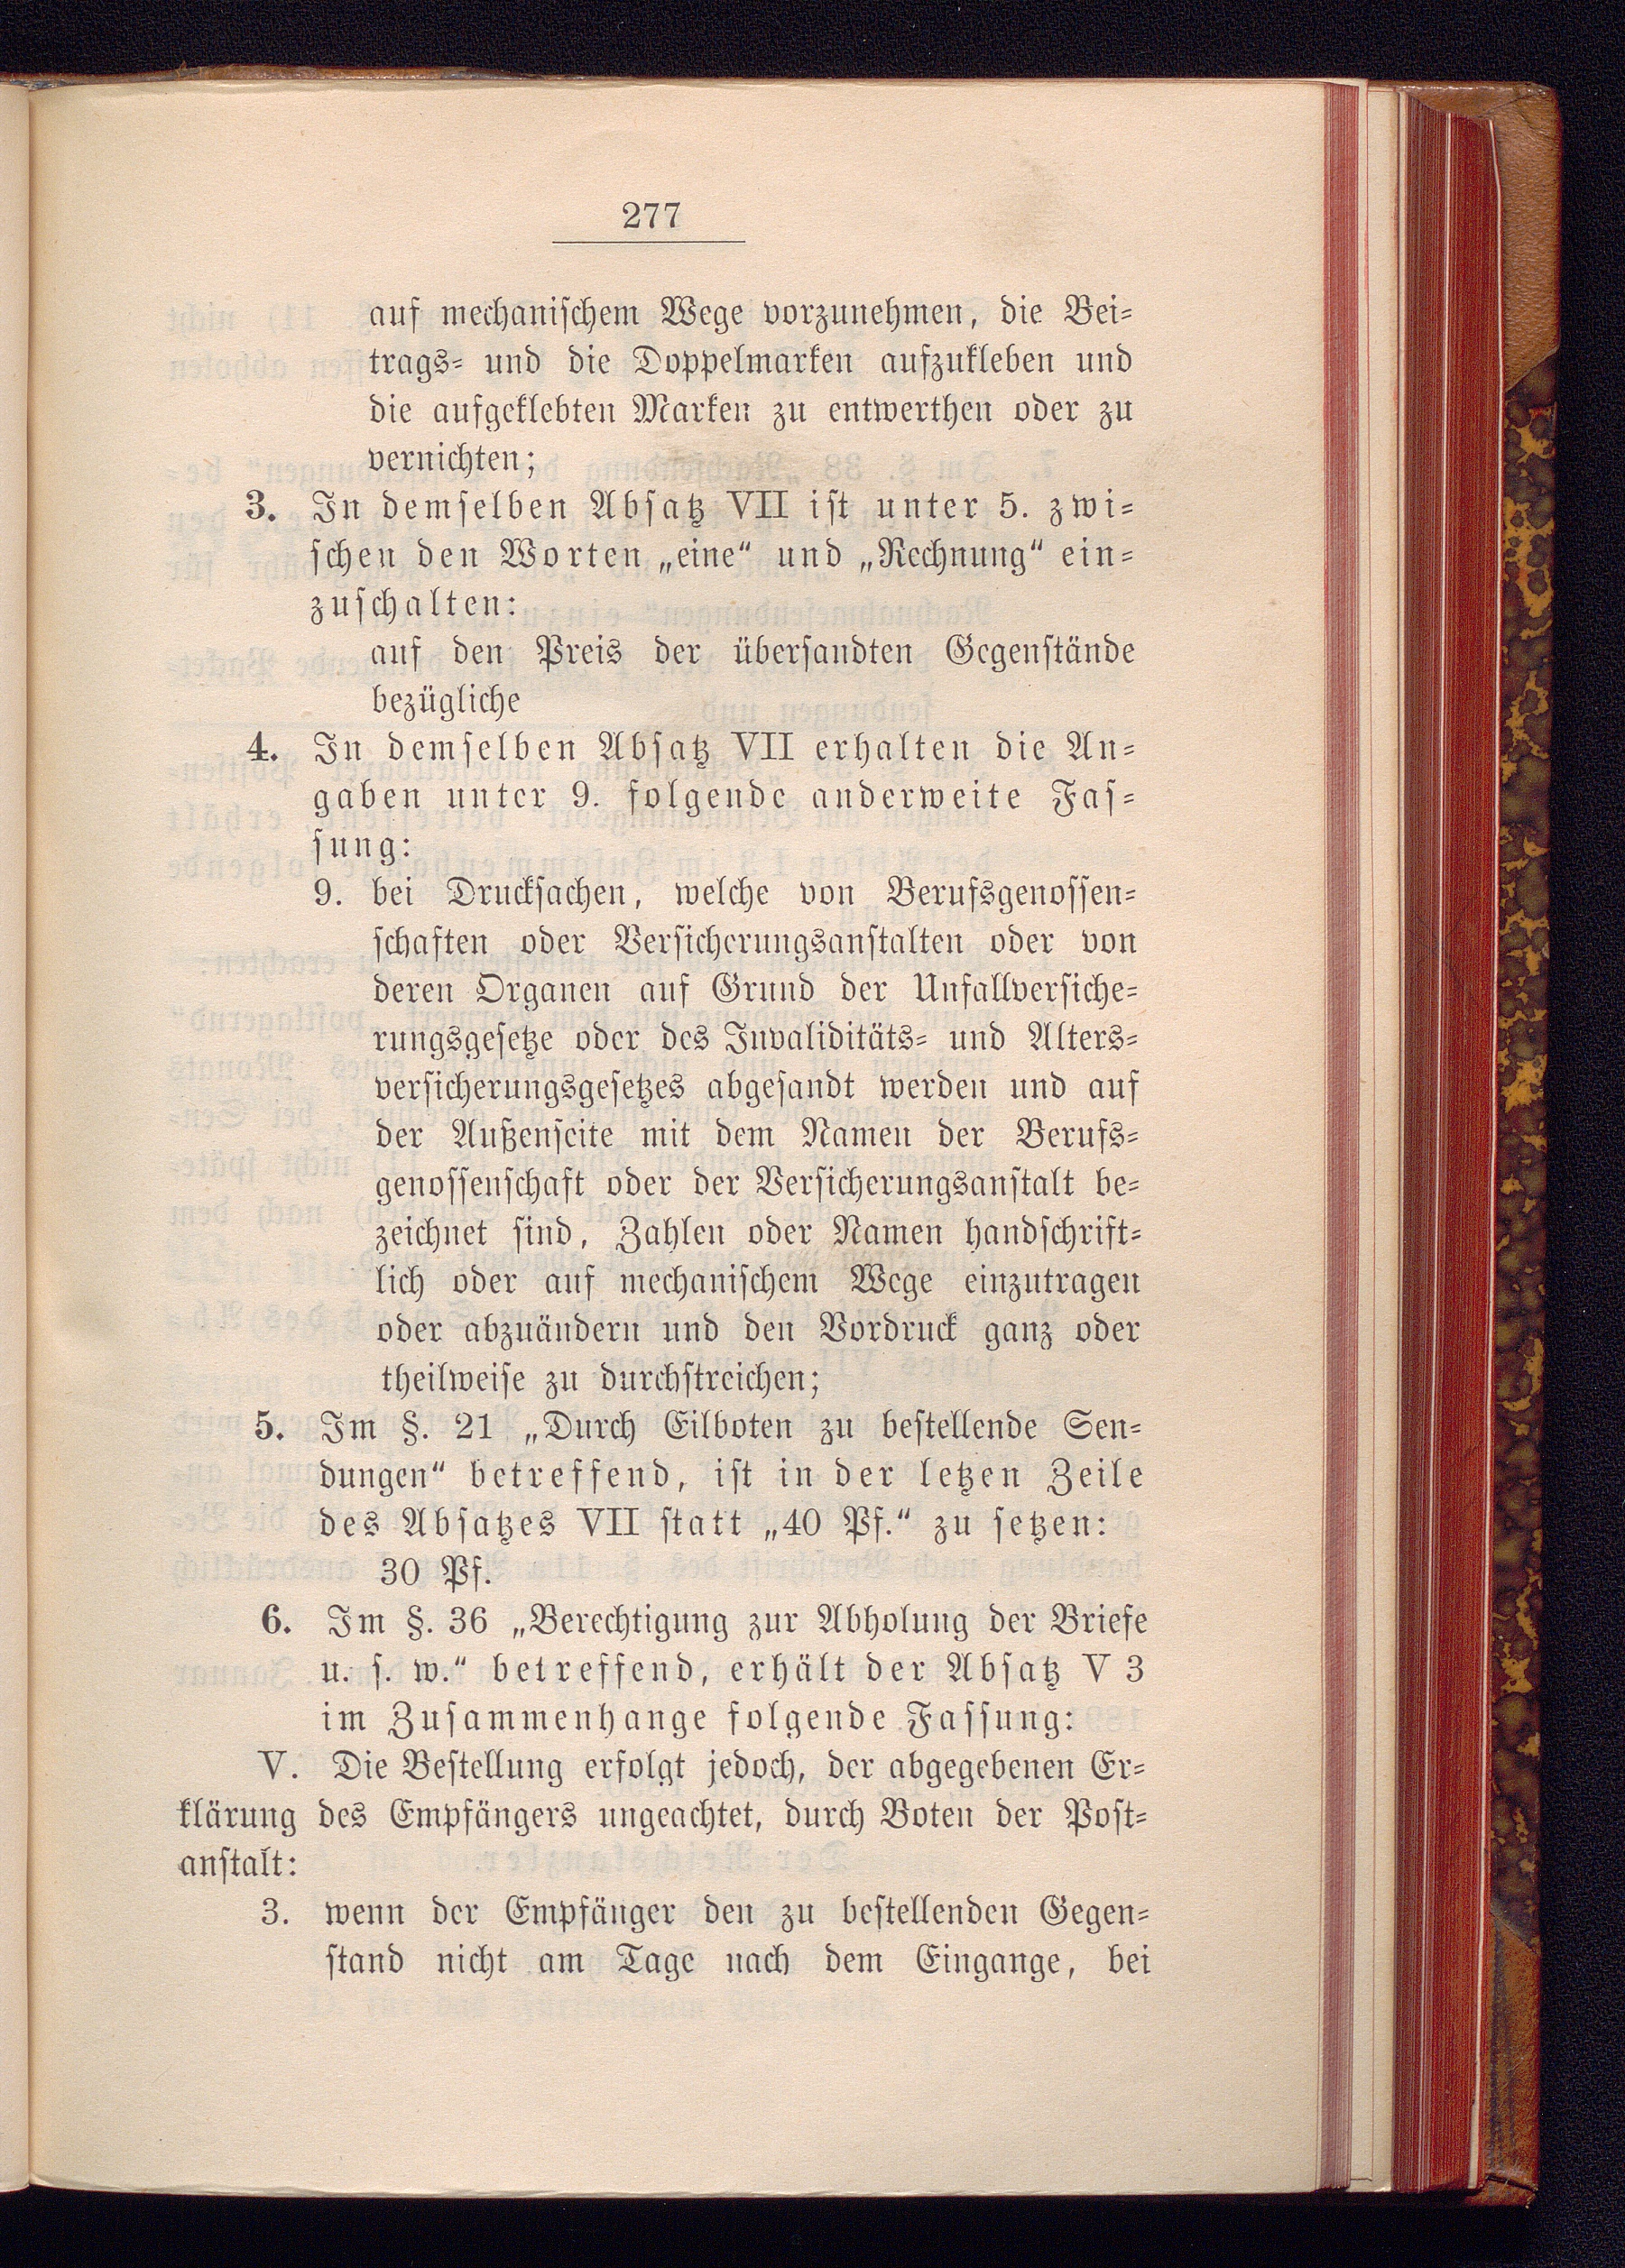 277
auf mechanischem Wege vorzunehmen, die Bei-
trags- und die Doppelmarken aufzukleben und
die aufgeklebten Marken zu entwerthen oder zu
vernichten;
3. In demselben Absatz VII ist unter 5. zwi-
schen den Worten „eine“ und „Rechnung“ ein-
zuschalten:
auf den Preis der übersandten Gegenstände
bezügliche
4. In demselben Absatz VII erhalten die An-
gaben unter 9. folgende anderweite Fas-
sung:
9. bei Drucksachen, welche von Berufsgenossen-
schaften oder Versicherungsanstalten oder von
deren Organen auf Grund der Unfallversiche-
rungsgesetze oder des Invaliditäts- und Alters-
versicherungsgesetzes abgesandt werden und auf
der Außenseite mit dem Namen der Berufs-
genossenschaft oder der Versicherungsanstalt be-
zeichnet sind, Zahlen oder Namen handschrift-
lich oder auf mechanischem Wege einzutragen
oder abzuändern und den Vordruck ganz oder
theilweise zu durchstreichen;
5. Im §. 21 „Durch Eilboten zu bestellende Sen-
dungen“ betreffend, ist in der letzen Zeile
des Absatzes VII statt „40 Pf.“ zu setzen:
30 Pf.
6. Im §. 36 „Berechtigung zur Abholung der Briefe
u. s. w.“ betreffend, erhält der Absatz V 3
im Zusammenhange folgende Fassung:
V. Die Bestellung erfolgt jedoch, der abgegebenen Er-
klärung des Empfängers ungeachtet, durch Boten der Post-
anstalt:
3. wenn der Empfänger den zu bestellenden Gegen-
stand nicht am Tage nach dem Eingange, bei